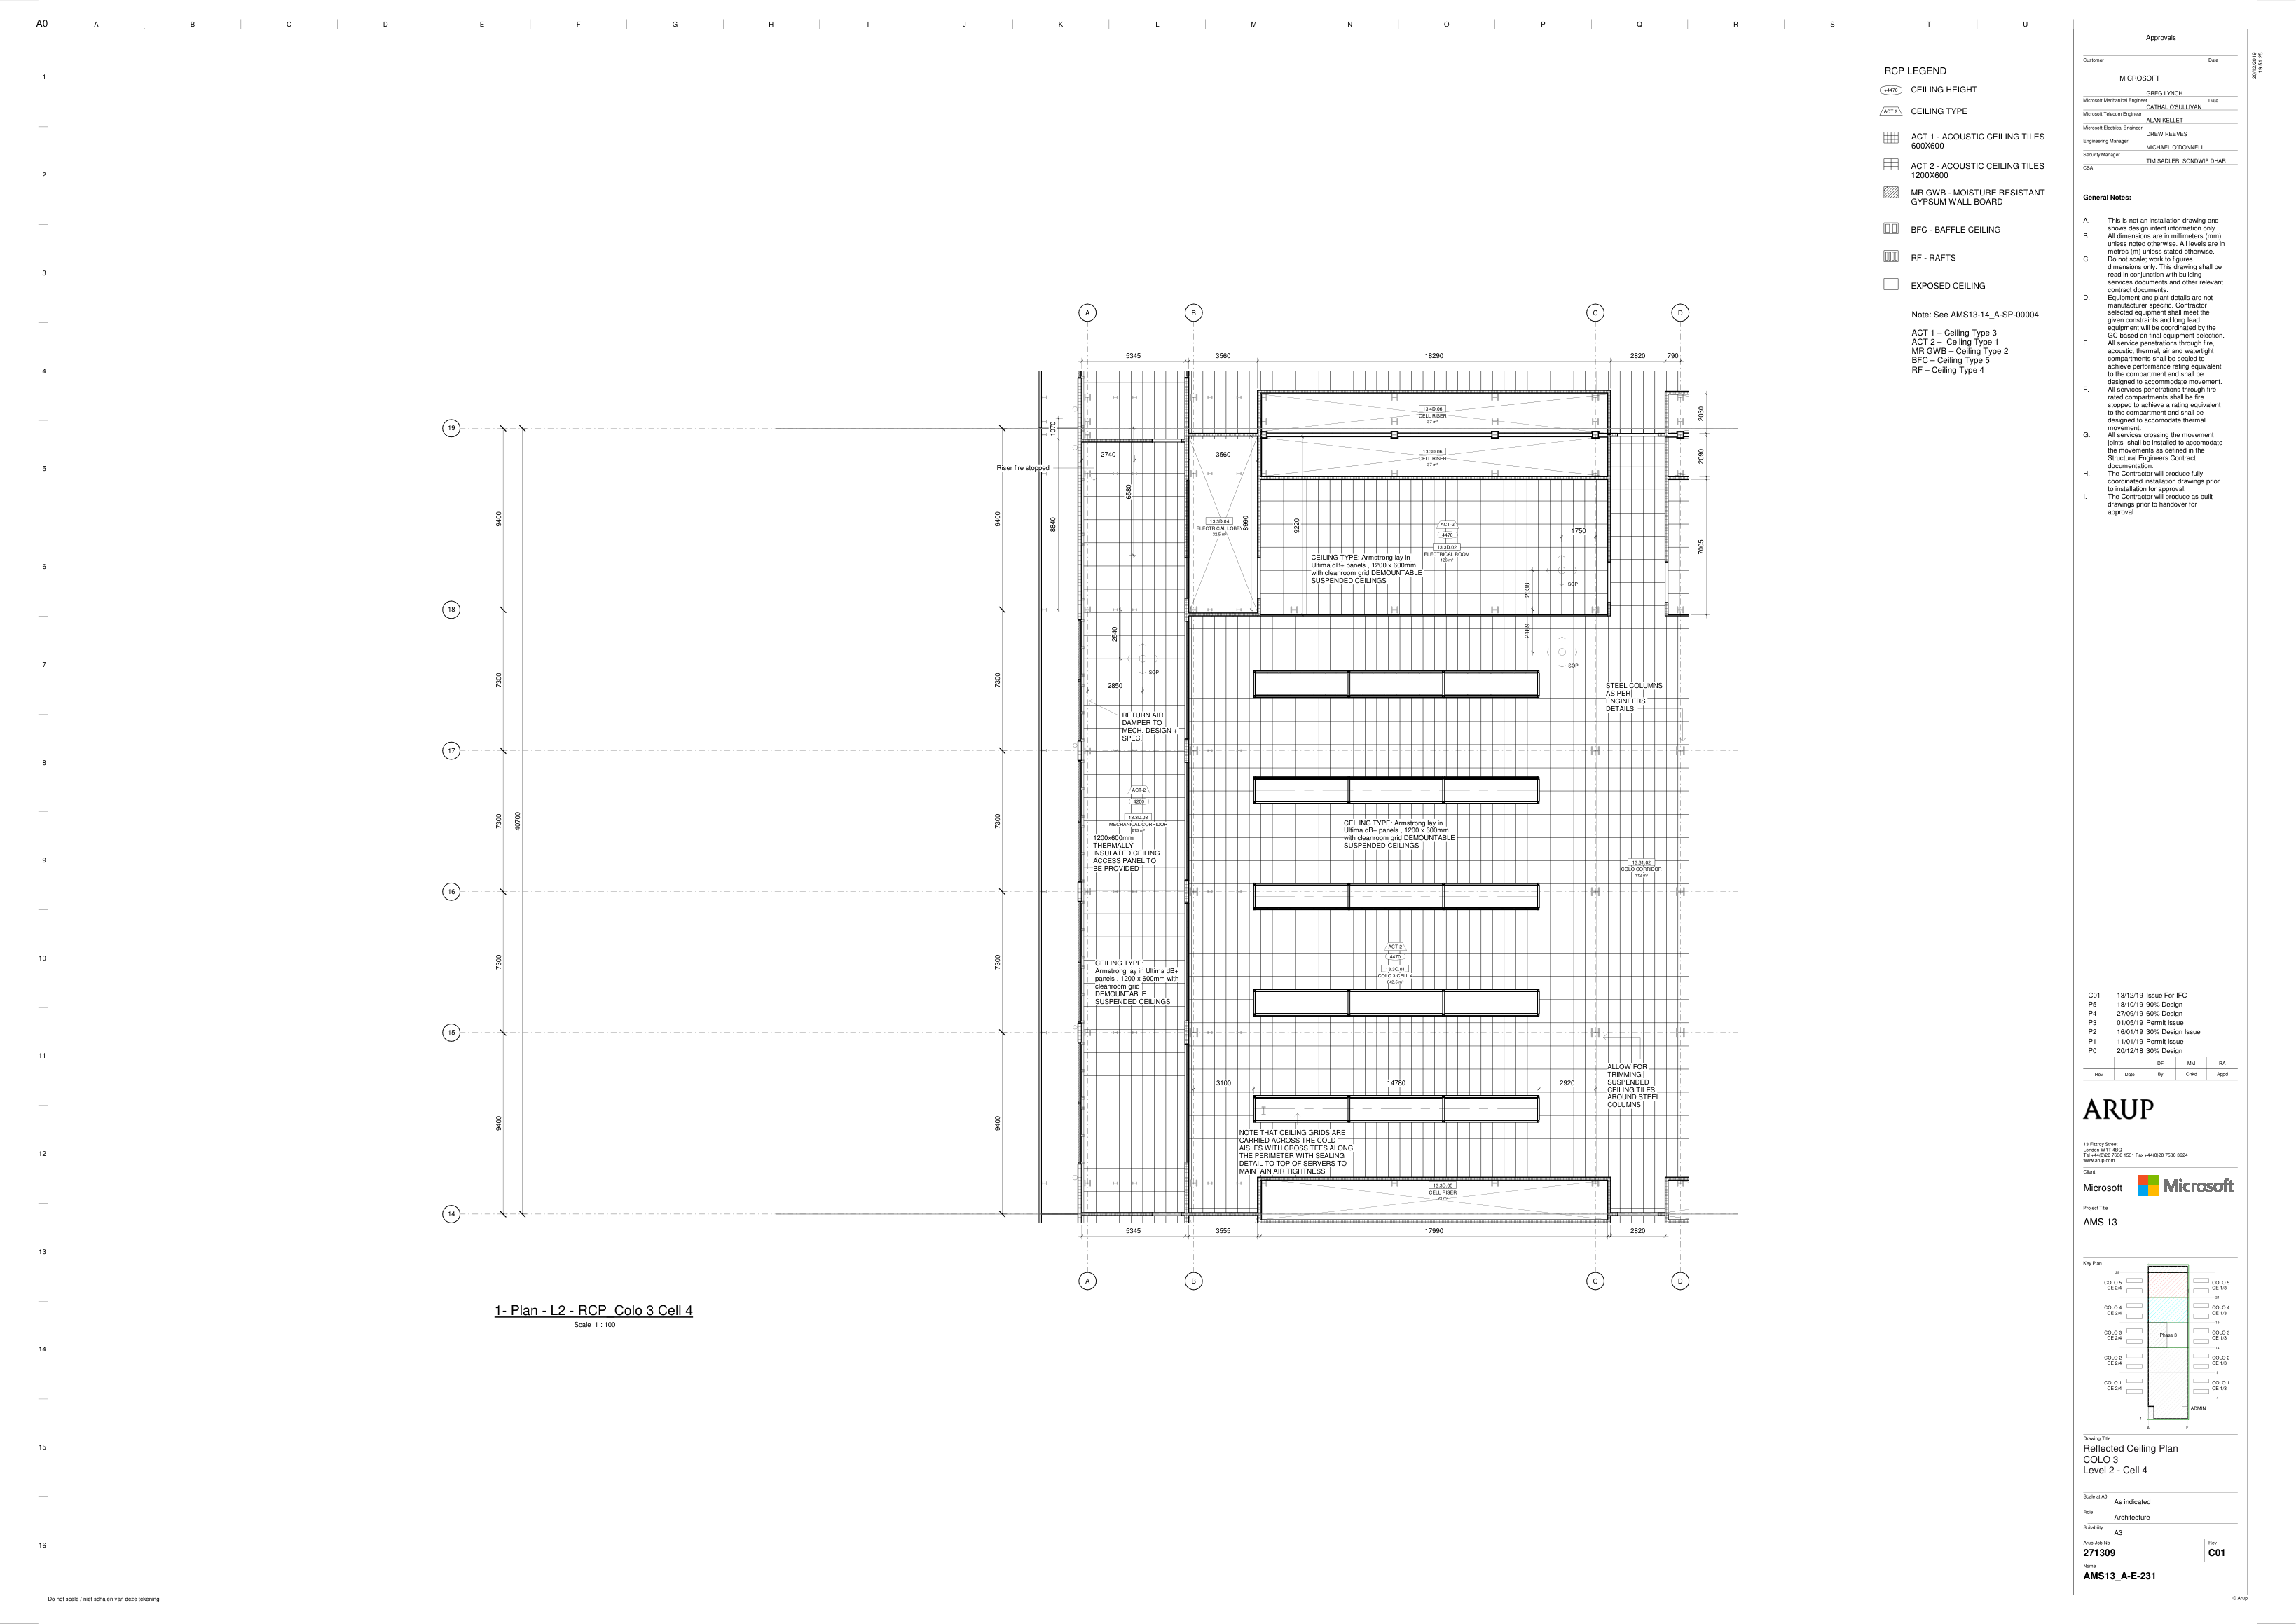 A0
A B C D E F G H I J K L M N O P Q R S T U
1
2
3
4
5
6
7
8
9
10
11
12
13
14
15
16
RCP LEGEND
+4476 CEILING HEIGHT
ACT 2 CEILING TYPE
ACT 1 - ACOUSTIC CEILING TILES
600X600
ACT 2 - ACOUSTIC CEILING TILES
1200X600
MR GWB - MOISTURE RESISTANT
GYPSUM WALL BOARD
BFC - BAFFLE CEILING
RF - RAFTS
EXPOSED CEILING
Note: See AMS13-14_A-SP-00004
ACT 1 – Ceiling Type 3
ACT 2 – Ceiling Type 1
MR GWB – Ceiling Type 2
BFC – Ceiling Type 5
RF – Ceiling Type 4
A B C D
5345 3560 18290 2820 790
19
18
17
16
15
14
9400
7300
7300
7300
9400
40700
9400
7300
7300
7300
9400
1070
8840
Riser fire stopped
2740
6580
3560
13.4D.06
CELL RISER
37 m²
13.3D.06
CELL RISER
37 m²
2030
2090
7005
13.3D.04
ELECTRICAL LOBBY
8990
9220
ACT-2
4476
13.3D.02
ELECTRICAL ROOM
1750
CEILING TYPE: Armstrong lay in
Ultima dB+ panels , 1200 x 600mm
with cleanroom grid DEMOUNTABLE
SUSPENDED CEILINGS
SOP
2038
2189
SOP
2540
SOP
2850
RETURN AIR
DAMPER TO
MECH. DESIGN +
SPEC.
STEEL COLUMNS
AS PER
ENGINEERS
DETAILS
ACT-2
4200
13.3D.03
MECHANICAL CORRIDOR
1200x600mm
THERMALLY
INSULATED CEILING
ACCESS PANEL TO
BE PROVIDED
CEILING TYPE: Armstrong lay in
Ultima dB+ panels , 1200 x 600mm
with cleanroom grid DEMOUNTABLE
SUSPENDED CEILINGS
13.31.02
COLO CORRIDOR
112 m²
ACT-2
4470
13.3C.01
COLO 3 CELL 4
CEILING TYPE:
Armstrong lay in Ultima dB+
panels , 1200 x 600mm with
cleanroom grid
DEMOUNTABLE
SUSPENDED CEILINGS
ALLOW FOR
TRIMMING
SUSPENDED
CEILING TILES
AROUND STEEL
COLUMNS
3100 14780 2920
NOTE THAT CEILING GRIDS ARE
CARRIED ACROSS THE COLD
AISLES WITH CROSS TEES ALONG
THE PERIMETER WITH SEALING
DETAIL TO TOP OF SERVERS TO
MAINTAIN AIR TIGHTNESS
13.3D.05
CELL RISER
5345 3555 17990 2820
A B C D
1- Plan - L2 - RCP_Colo 3 Cell 4
Scale 1 : 100
Do not scale / niet schalen van deze tekening
20/12/2019
19:51:25
Approvals
Customer Date
MICROSOFT
GREG LYNCH
Microsoft Mechanical Engineer Date
CATHAL O'SULLIVAN
Microsoft Telecom Engineer
ALAN KELLET
Microsoft Electrical Engineer
DREW REEVES
Engineering Manager
MICHAEL O'DONNELL
Security Manager
TIM SADLER, SONDWIP DHAR
CSA
General Notes:
A. This is not an installation drawing and
shows design intent information only.
B. All dimensions are in millimeters (mm)
unless noted otherwise. All levels are in
metres (m) unless stated otherwise.
C. Do not scale; work to figures
dimensions only. This drawing shall be
read in conjunction with building
services documents and other relevant
contract documents.
D. Equipment and plant details are not
manufacturer specific. Contractor
selected equipment shall meet the
given constraints and long lead
equipment will be coordinated by the
GC based on final equipment selection.
E. All service penetrations through fire,
acoustic, thermal, air and watertight
compartments shall be sealed to
achieve performance rating equivalent
to the compartment and shall be
designed to accommodate movement.
F. All services penetrations through fire
rated compartments shall be fire
stopped to achieve a rating equivalent
to the compartment and shall be
designed to accomodate thermal
movement.
G. All services crossing the movement
joints shall be installed to accomodate
the movements as defined in the
Structural Engineers Contract
documentation.
H. The Contractor will produce fully
coordinated installation drawings prior
to installation for approval.
I. The Contractor will produce as built
drawings prior to handover for
approval.
C01 13/12/19 Issue For IFC
P5 18/10/19 90% Design
P4 27/09/19 60% Design
P3 01/05/19 Permit Issue
P2 16/01/19 30% Design Issue
P1 11/01/19 Permit Issue
P0 20/12/18 30% Design
DF MM RA
Rev Date By Chkd Appd
ARUP
13 Fitzroy Street
London W1T 4BQ
Tel +44(0)20 7636 1531 Fax +44(0)20 7580 3924
www.arup.com
Client
Microsoft Microsoft
Project Title
AMS 13
Key Plan
COLO 5
CE 2/4
COLO 5
CE 1/3
COLO 4
CE 2/4
COLO 4
CE 1/3
COLO 3
CE 2/4
Phase 3
COLO 3
CE 1/3
COLO 2
CE 2/4
COLO 2
CE 1/3
COLO 1
CE 2/4
COLO 1
CE 1/3
ADMIN
Drawing Title
Reflected Ceiling Plan
COLO 3
Level 2 - Cell 4
Scale at A0
As indicated
Role
Architecture
Suitability
A3
Arup Job No Rev
271309 C01
Name
AMS13_A-E-231
© Arup